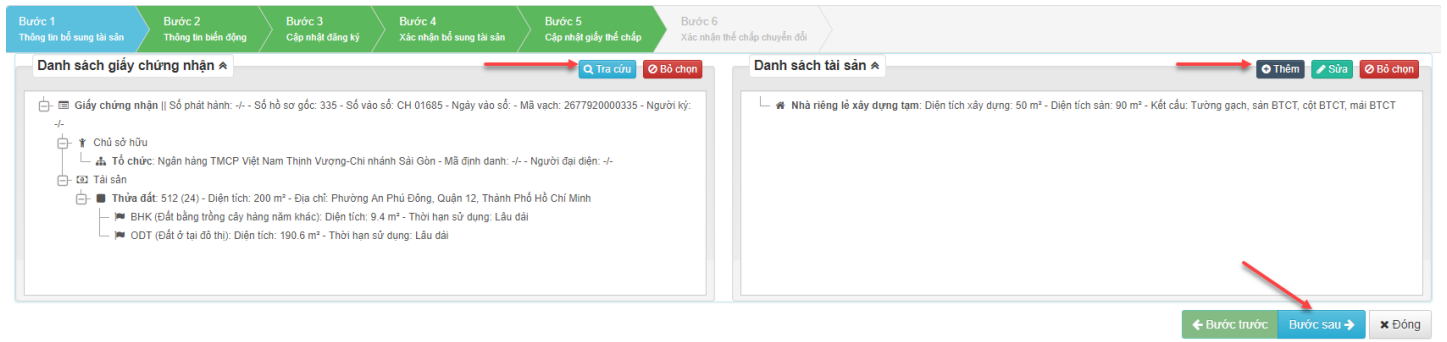 Bước 1 Bước 2 Bước 3 Bước 4 Bước 5 Bước 6
Thông tin bổ sung tài sản Thông tin biến động Cập nhật đăng ký Xác nhận bổ sung tài sản Cập nhật giấy thế chấp Xác nhận thế chấp chuyển đổi
Danh sách giấy chứng nhận
Tra cứu Bỏ chọn
Giấy chứng nhận || Số phát hành: -/- - Số hồ sơ gốc: 335 - Số vào sổ: CH 01685 - Ngày vào sổ: - Mã vạch: 2677920000335 - Người ký:
-/-
Chủ sở hữu
Tổ chức: Ngân hàng TMCP Việt Nam Thịnh Vượng-Chi nhánh Sài Gòn - Mã định danh: -/- - Người đại diện: -/-
Tài sản
Thửa đất: 512 (24) - Diện tích: 200 m² - Địa chỉ: Phường An Phú Đông, Quận 12, Thành Phố Hồ Chí Minh
BHK (Đất bằng trồng cây hàng năm khác): Diện tích: 9.4 m² - Thời hạn sử dụng: Lâu dài
ODT (Đất ở tại đô thị): Diện tích: 190.6 m² - Thời hạn sử dụng: Lâu dài
Danh sách tài sản
Thêm Sửa Bỏ chọn
Nhà riêng lẻ xây dựng tạm: Diện tích xây dựng: 50 m² - Diện tích sàn: 90 m² - Kết cấu: Tường gạch, sàn BTCT, cột BTCT, mái BTCT
Bước trước Bước sau Đóng